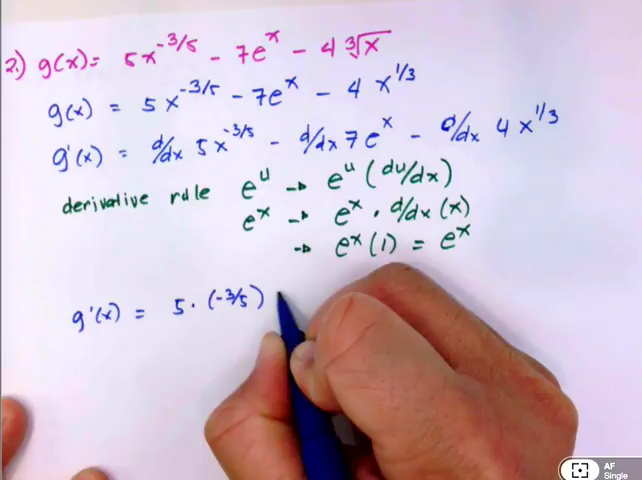 2.) g(x) = 5x^-3/5 - 7e^x - 4 ∛x
g(x) = 5x^-3/5 - 7e^x - 4 x^1/3
g'(x) = d/dx 5x^-3/5 - d/dx 7e^x - d/dx 4x^1/3
derivative rule e^u → e^u (du/dx)
e^x → e^x · d/dx (x)
→ e^x (1) = e^x
g'(x) = 5 · (-3/5)
AF
Single